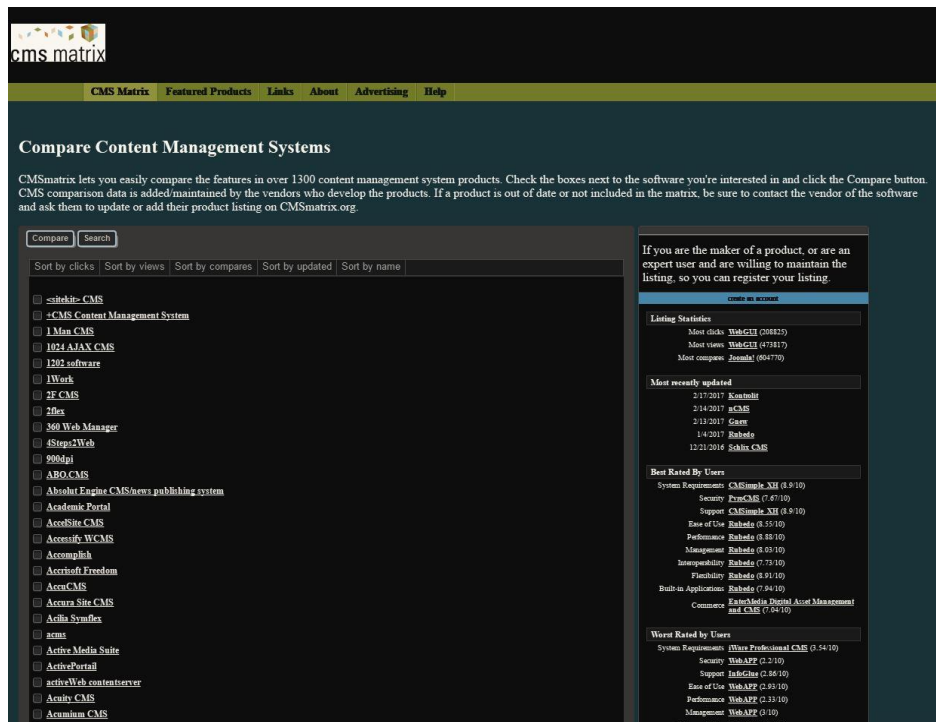 cms matrix
CMS Matrix Featured Products Links About Advertising Help
Compare Content Management Systems
CMSmatrix lets you easily compare the features in over 1300 content management system products. Check the boxes next to the software you're interested in and click the Compare button.
CMS comparison data is added/maintained by the vendors who develop the products. If a product is out of date or not included in the matrix, be sure to contact the vendor of the software
and ask them to update or add their product listing on CMSmatrix.org.
Compare Search
Sort by clicks Sort by views Sort by compares Sort by updated Sort by name
<sitekit> CMS
+CMS Content Management System
1 Man CMS
1024 AJAX CMS
1202 software
1Work
2F CMS
2flex
360 Web Manager
4Steps2Web
900dpi
ABO.CMS
Absolut Engine CMS/news publishing system
Academic Portal
AccelSite CMS
Accessify WCMS
Accomplish
Accrisoft Freedom
AccuCMS
Accura Site CMS
Acilia Symflex
acms
Active Media Suite
ActivePortail
activeWeb contentserver
Acuity CMS
Acumium CMS
If you are the maker of a product, or are an
expert user and are willing to maintain the
listing, so you can register your listing.
create an account
Listing Statistics
Most clicks WebGUI (208825)
Most views WebGUI (473817)
Most compares Joomla! (604770)
Most recently updated
2/17/2017 Kontrolit
2/14/2017 nCMS
2/13/2017 Gnew
1/4/2017 Rubedo
12/21/2016 Schlix CMS
Best Rated By Users
System Requirements CMSimple XH (8.9/10)
Security PyroCMS (7.67/10)
Support CMSimple XH (8.9/10)
Ease of Use Rubedo (8.55/10)
Performance Rubedo (8.88/10)
Management Rubedo (8.03/10)
Interoperability Rubedo (7.73/10)
Flexibility Rubedo (8.91/10)
Built-in Applications Rubedo (7.94/10)
Commerce EnterMedia Digital Asset Management
and CMS (7.04/10)
Worst Rated by Users
System Requirements iWare Professional CMS (3.54/10)
Security WebAPP (2.2/10)
Support InfoGlue (2.86/10)
Ease of Use WebAPP (2.93/10)
Performance WebAPP (2.33/10)
Management WebAPP (3/10)